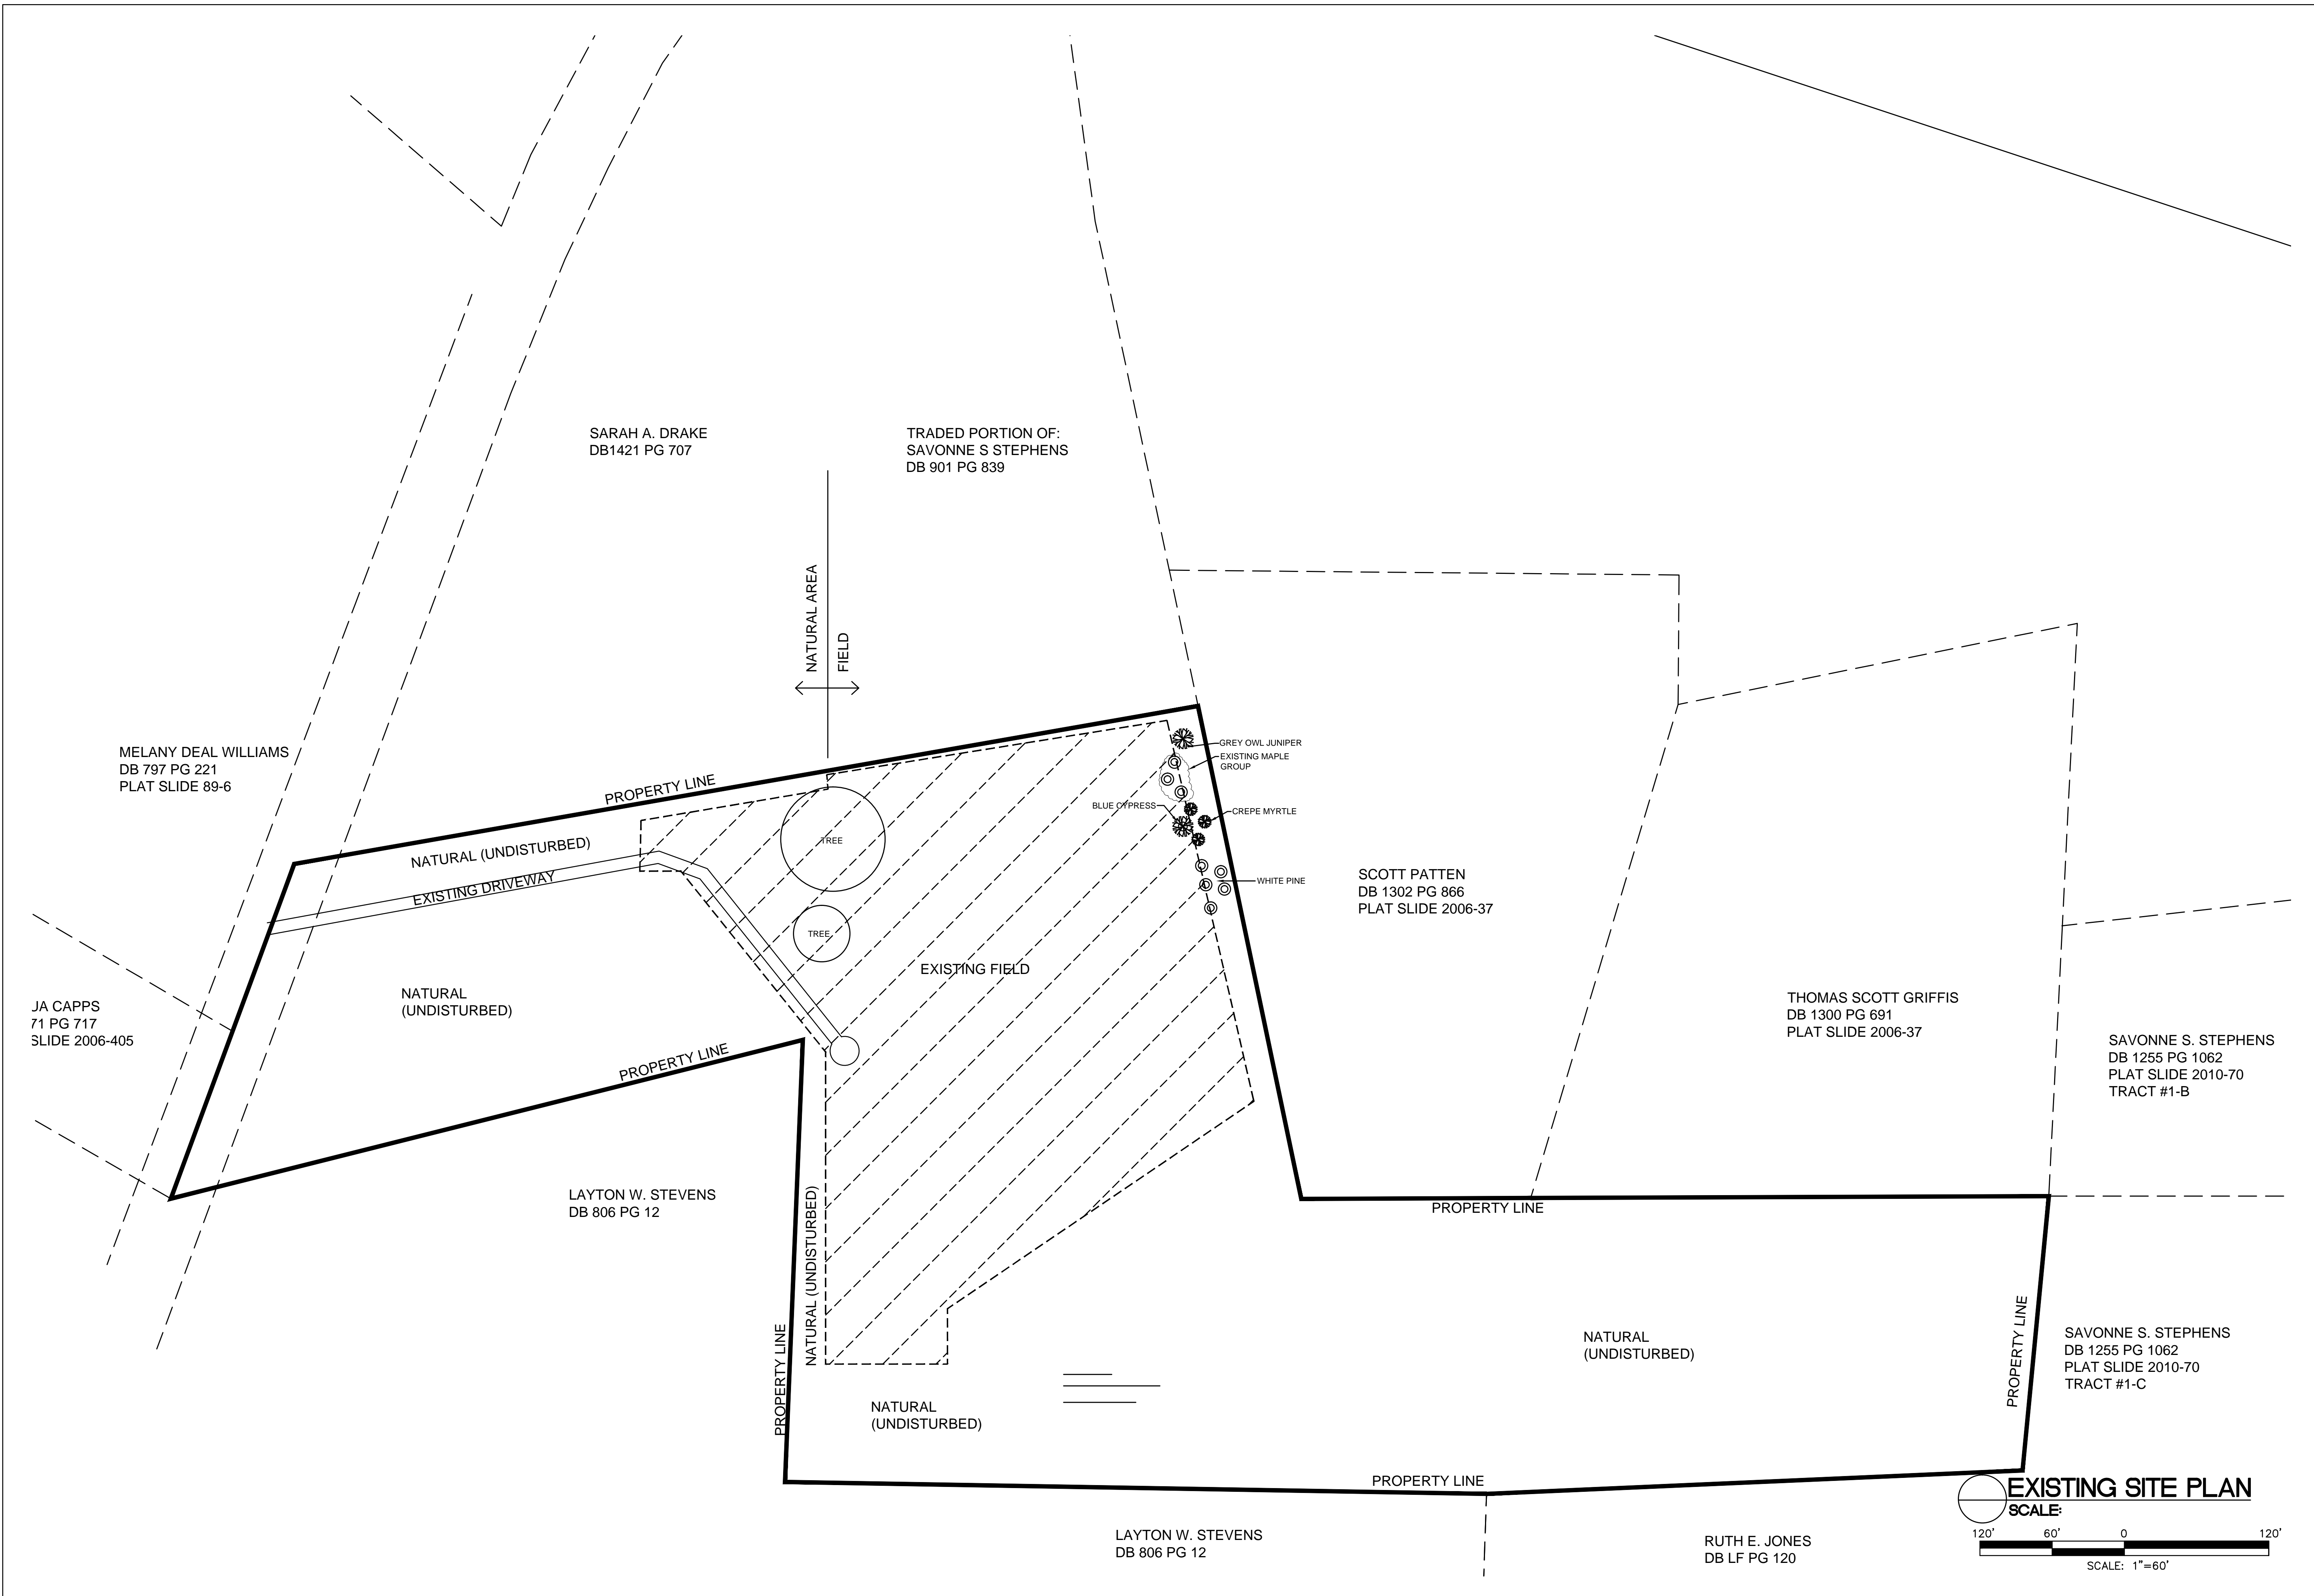 SARAH A. DRAKE
DB1421 PG 707
TRADED PORTION OF:
SAVONNE S STEPHENS
DB 901 PG 839
NATURAL AREA
FIELD
MELANY DEAL WILLIAMS
DB 797 PG 221
PLAT SLIDE 89-6
PROPERTY LINE
GREY OWL JUNIPER
EXISTING MAPLE
GROUP
BLUE CYPRESS
CREPE MYRTLE
TREE
NATURAL (UNDISTURBED)
EXISTING DRIVEWAY
WHITE PINE
SCOTT PATTEN
DB 1302 PG 866
PLAT SLIDE 2006-37
TREE
EXISTING FIELD
NATURAL
(UNDISTURBED)
JA CAPPS
71 PG 717
SLIDE 2006-405
THOMAS SCOTT GRIFFIS
DB 1300 PG 691
PLAT SLIDE 2006-37
SAVONNE S. STEPHENS
DB 1255 PG 1062
PLAT SLIDE 2010-70
TRACT #1-B
PROPERTY LINE
LAYTON W. STEVENS
DB 806 PG 12
NATURAL (UNDISTURBED)
PROPERTY LINE
PROPERTY LINE
NATURAL
(UNDISTURBED)
PROPERTY LINE
SAVONNE S. STEPHENS
DB 1255 PG 1062
PLAT SLIDE 2010-70
TRACT #1-C
NATURAL
(UNDISTURBED)
PROPERTY LINE
LAYTON W. STEVENS
DB 806 PG 12
RUTH E. JONES
DB LF PG 120
EXISTING SITE PLAN
SCALE:
120' 60' 0 120'
SCALE: 1"=60'